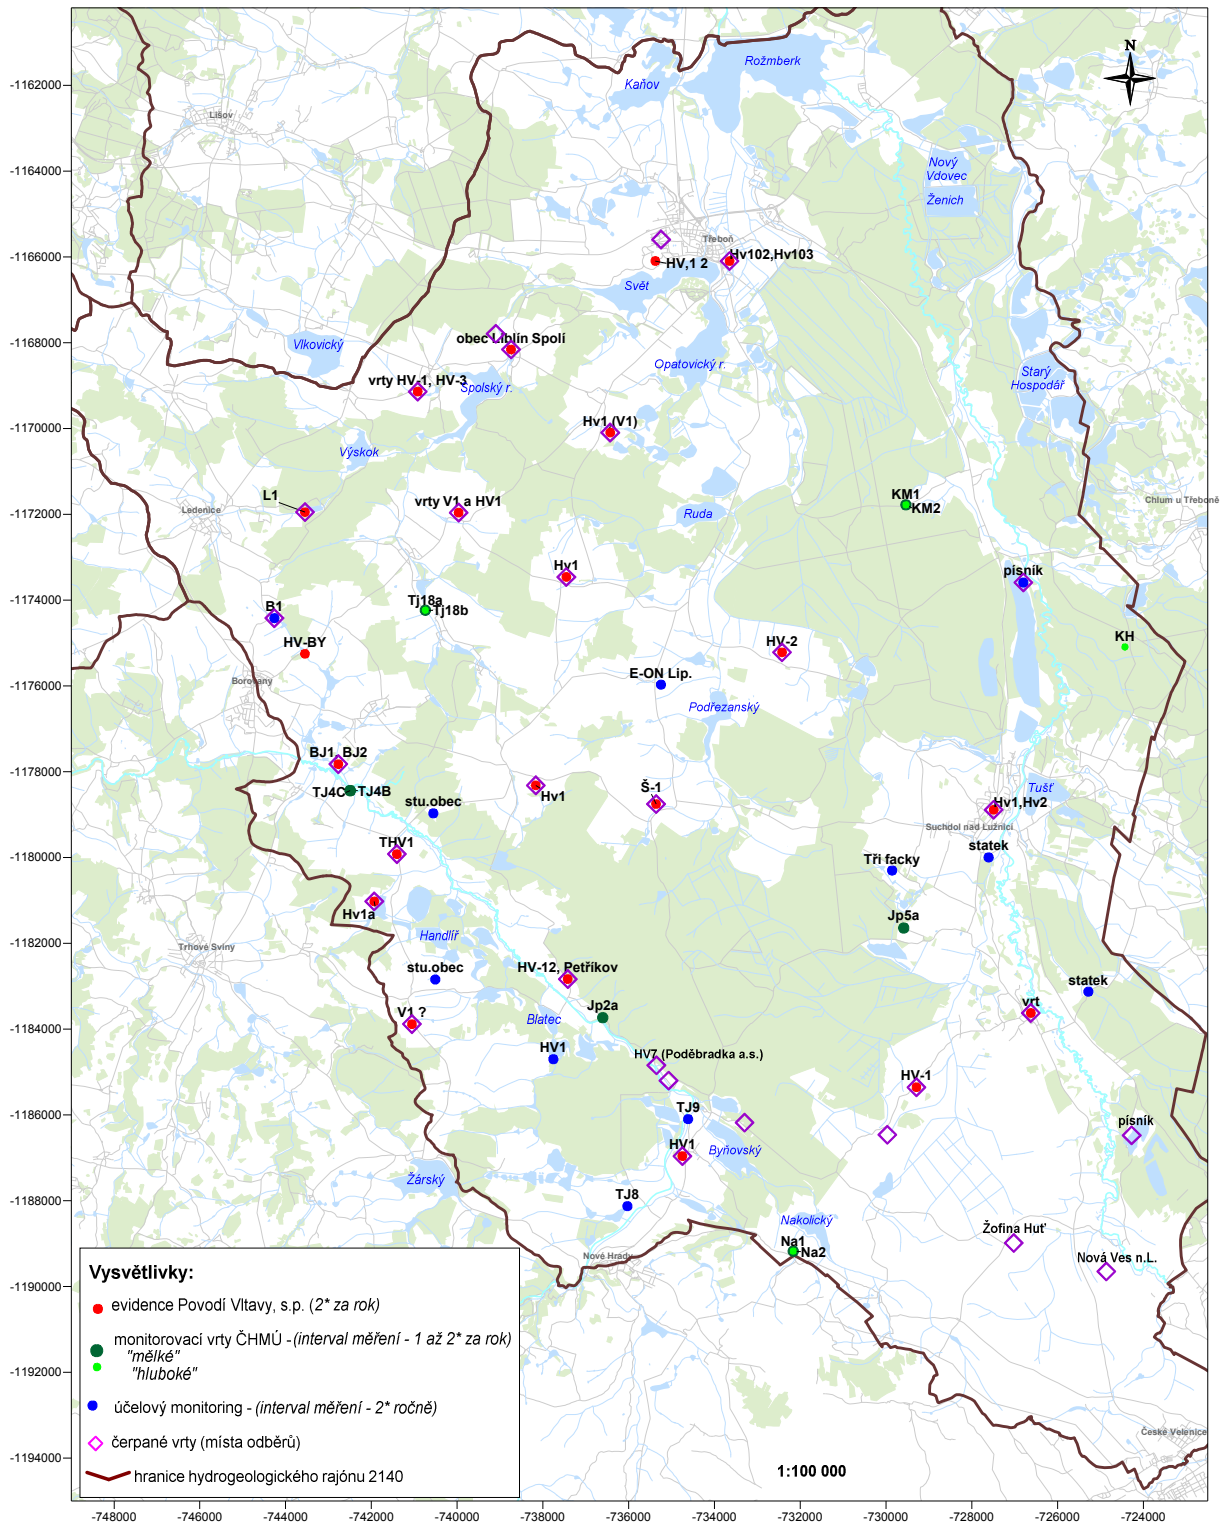 N
Rožmberk
Kaňov
-1162000
Lišov
Nový
Vdovec
-1164000
Ženich
Třeboň
Hv102,Hv103
-1166000
HV,1 2
Svět
obec Liblín Spolí
-1168000
Vlkovický
Opatovický r.
Starý
Hospodář
vrty HV-1, HV-3
Spolský r.
Hv1 (V1)
-1170000
Výskok
L1
vrty V1 a HV1
KM1
KM2
Chlum u Třeboně
Ledenice
Ruda
-1172000
Hv1
písník
-1174000
Tj18a
Tj18b
B1
HV-BY
HV-2
KH
E-ON Lip.
-1176000
Borovany
Podřezanský
BJ1, BJ2
-1178000
TJ4C
TJ4B
Hv1
Š-1
Tušť
stu.obec
Hv1,Hv2
Suchdol nad Lužnicí
THV1
statek
-1180000
Tři facky
Hv1a
Jp5a
Handlíř
-1182000
Trhové Sviny
stu.obec
HV-12, Petříkov
statek
V1 ?
Jp2a
vrt
-1184000
Blatec
HV1
HV7 (Poděbradka a.s.)
HV-1
-1186000
TJ9
písník
HV1
Byňovský
Žárský
-1188000
TJ8
Nakolický
Žofina Huť
Na1
Na2
Nové Hrady
Nová Ves n.L.
-1190000
Vysvětlivky:
evidence Povodí Vltavy, s.p. (2* za rok)
monitorovací vrty ČHMÚ - (interval měření - 1 až 2* za rok)
"mělké"
"hluboké"
-1192000
účelový monitoring - (interval měření - 2* ročně)
čerpané vrty (místa odběrů)
České Velenice
hranice hydrogeologického rajónu 2140
1:100 000
-1194000
-748000 -746000 -744000 -742000 -740000 -738000 -736000 -734000 -732000 -730000 -728000 -726000 -724000